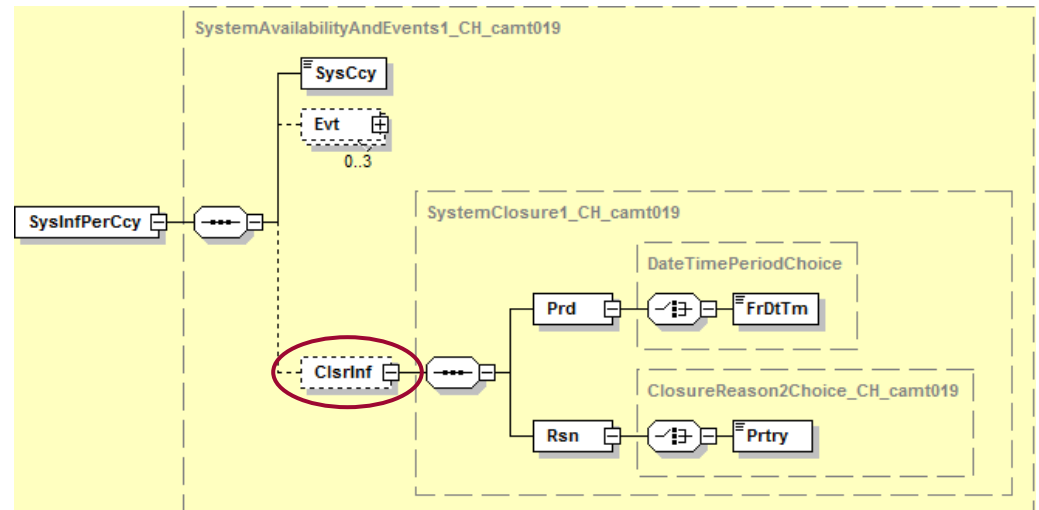 SystemAvailabilityAndEvents1_CH_camt019
SysCcy
Evt
0..3
SysInfPerCcy
SystemClosure1_CH_camt019
DateTimePeriodChoice
Prd
FrDtTm
ClsrInf
ClosureReason2Choice_CH_camt019
Rsn
Prtry